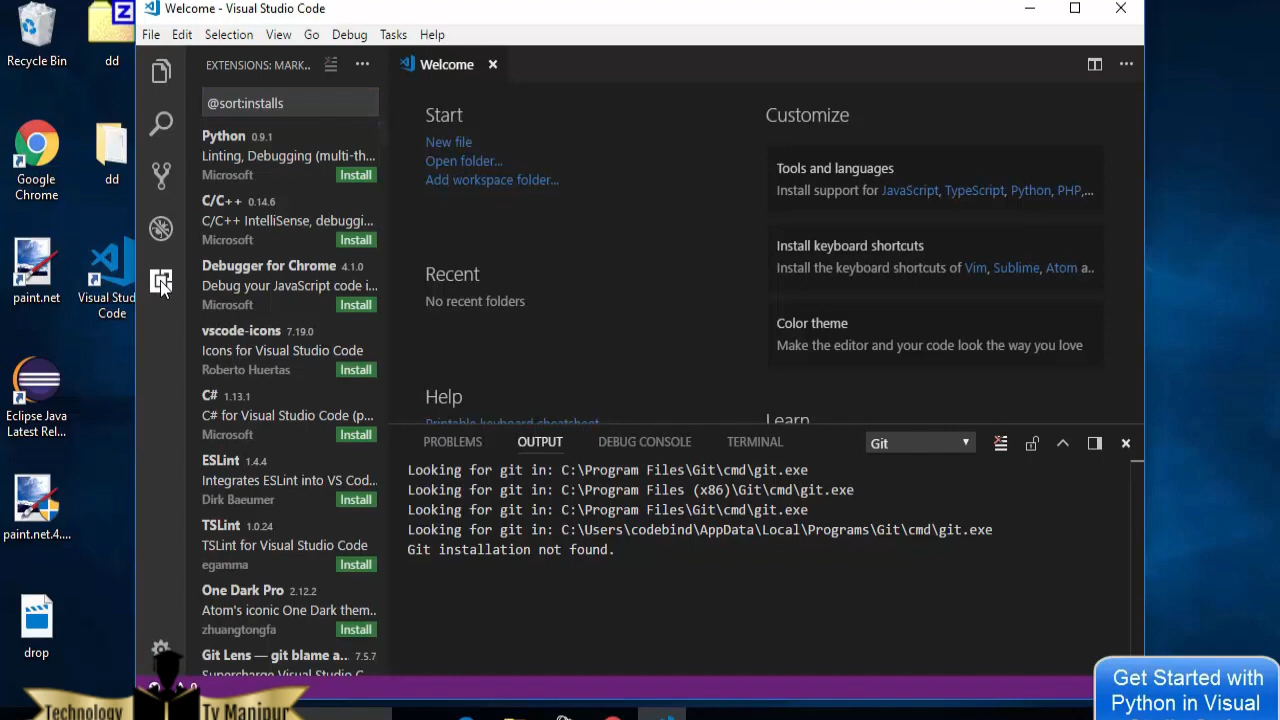 Welcome - Visual Studio Code
File Edit Selection View Go Debug Tasks Help
Recycle Bin
dd
Google
Chrome
dd
paint.net
Visual Stud
Code
Eclipse Java
Latest Rel...
paint.net.4....
drop
EXTENSIONS: MARK...
@sort:installs
Python 0.9.1
Linting, Debugging (multi-th...
Microsoft Install
C/C++ 0.14.6
C/C++ IntelliSense, debuggi...
Microsoft Install
Debugger for Chrome 4.1.0
Debug your JavaScript code i...
Microsoft Install
vscode-icons 7.19.0
Icons for Visual Studio Code
Roberto Huertas Install
C# 1.13.1
C# for Visual Studio Code (p...
Microsoft Install
ESLint 1.4.4
Integrates ESLint into VS Cod...
Dirk Baeumer Install
TSLint 1.0.24
TSLint for Visual Studio Code
egamma Install
One Dark Pro 2.12.2
Atom's iconic One Dark them...
zhuangtongfa Install
Git Lens — git blame a... 7.5.7
Supercharge Visual Studio C
Welcome
Start
New file
Open folder...
Add workspace folder...
Recent
No recent folders
Help
Printable keyboard cheatsheet
Customize
Tools and languages
Install support for JavaScript, TypeScript, Python, PHP,...
Install keyboard shortcuts
Install the keyboard shortcuts of Vim, Sublime, Atom a..
Color theme
Make the editor and your code look the way you love
Learn
PROBLEMS OUTPUT DEBUG CONSOLE TERMINAL Git
Looking for git in: C:\Program Files\Git\cmd\git.exe
Looking for git in: C:\Program Files (x86)\Git\cmd\git.exe
Looking for git in: C:\Program Files\Git\cmd\git.exe
Looking for git in: C:\Users\codebind\AppData\Local\Programs\Git\cmd\git.exe
Git installation not found.
Technology Tv Manipur
Get Started with
Python in Visual